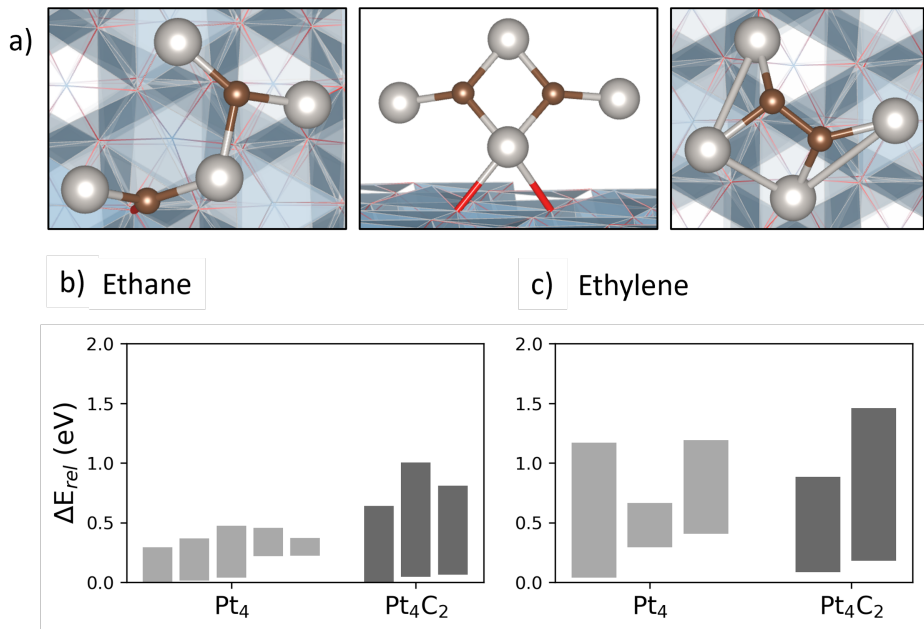 a)
b) Ethane
c) Ethylene
ΔE_rel (eV)
2.0
1.5
1.0
0.5
0.0
Pt₄
Pt₄C₂
2.0
1.5
1.0
0.5
0.0
Pt₄
Pt₄C₂